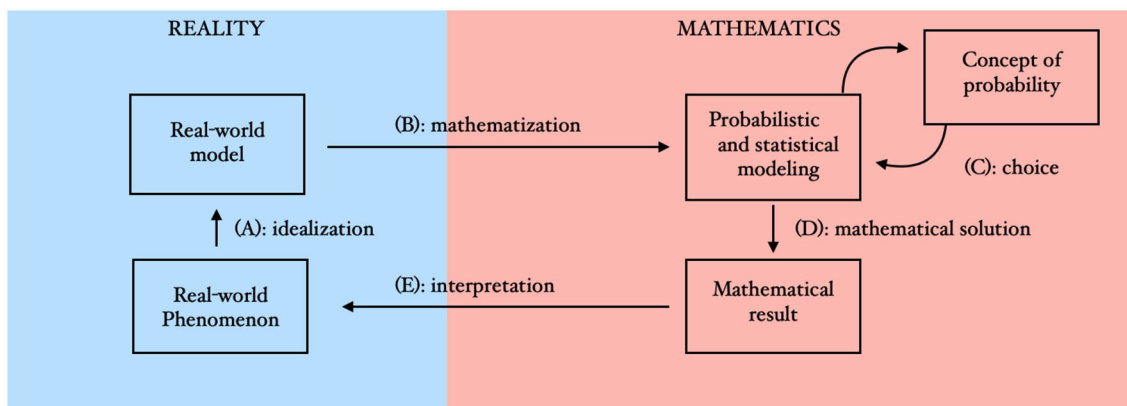 REALITY
MATHEMATICS
Concept of
probability
Real-world
model
(B): mathematization
Probabilistic
and statistical
modeling
(C): choice
(A): idealization
(D): mathematical solution
Real-world
Phenomenon
(E): interpretation
Mathematical
result